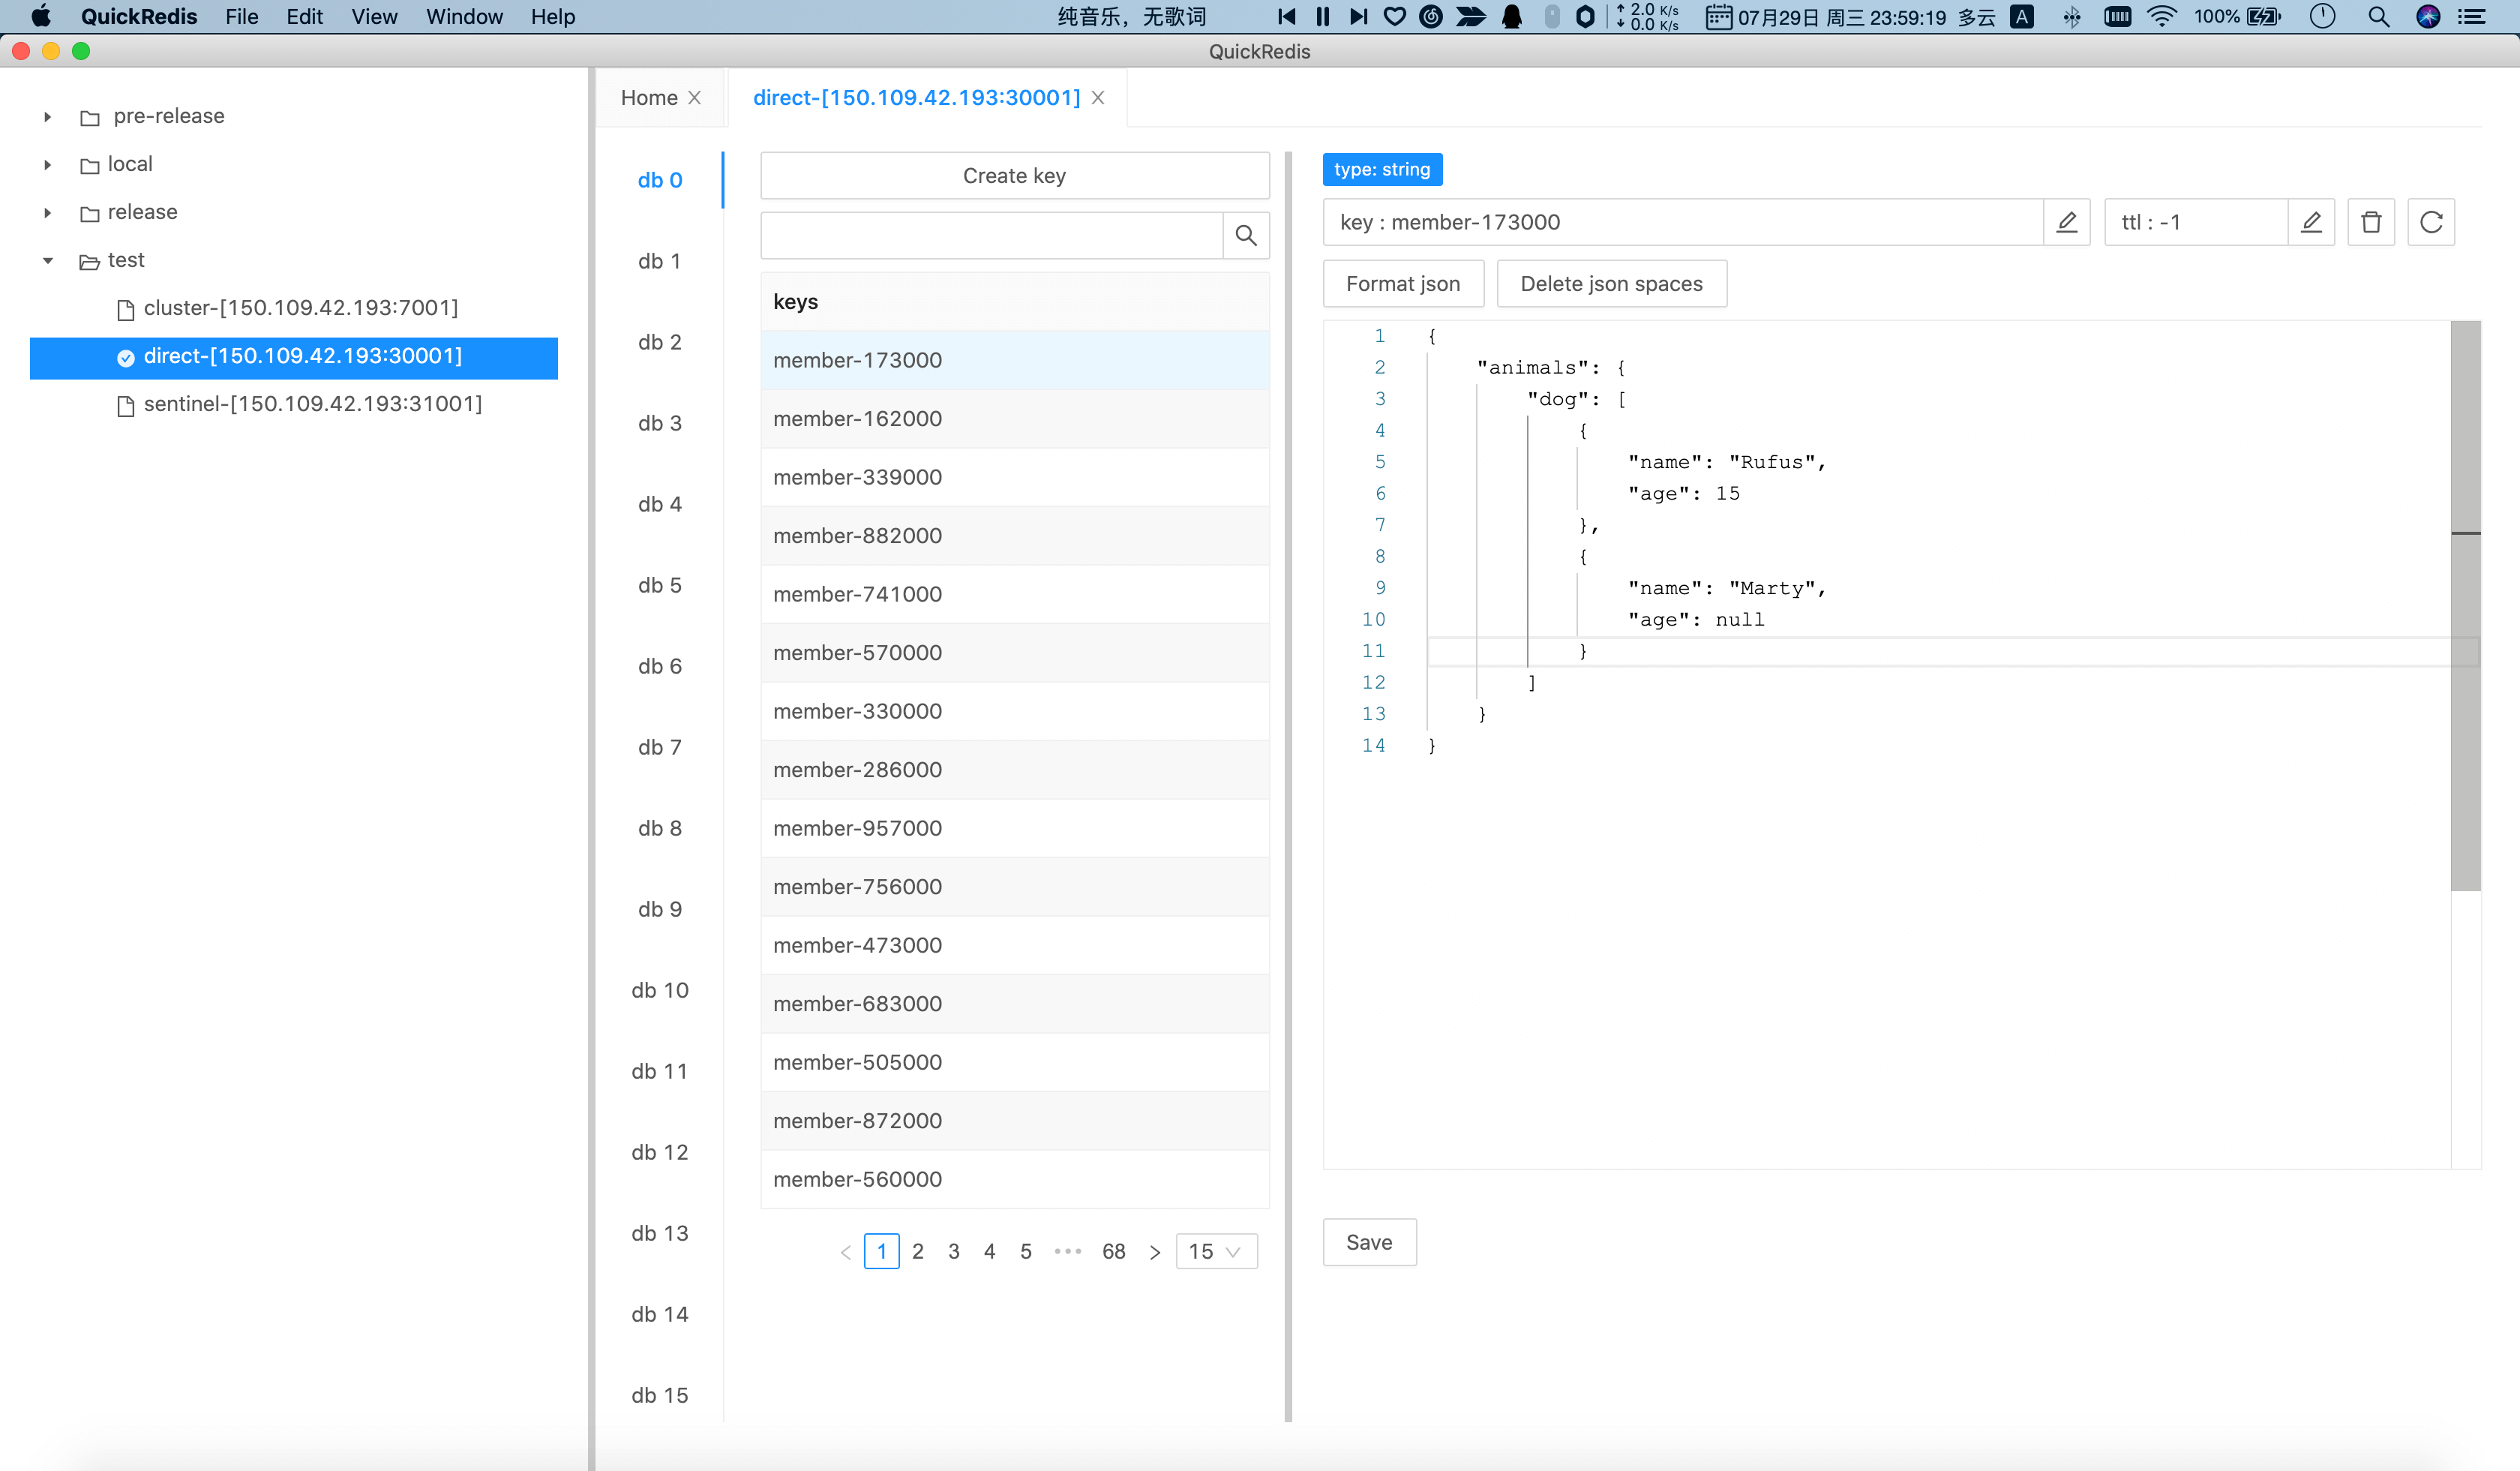 QuickRedis File Edit View Window Help 纯音乐，无歌词 2.0 K/s 0.0 K/s 07月29日 周三 23:59:19 多云 A 100%
QuickRedis
pre-release
local
release
test
cluster-[150.109.42.193:7001]
direct-[150.109.42.193:30001]
sentinel-[150.109.42.193:31001]
Home
direct-[150.109.42.193:30001]
db 0
db 1
db 2
db 3
db 4
db 5
db 6
db 7
db 8
db 9
db 10
db 11
db 12
db 13
db 14
db 15
Create key
keys
member-173000
member-162000
member-339000
member-882000
member-741000
member-570000
member-330000
member-286000
member-957000
member-756000
member-473000
member-683000
member-505000
member-872000
member-560000
< 1 2 3 4 5 ••• 68 > 15
type: string
key : member-173000
ttl : -1
Format json
Delete json spaces
1 {
2 "animals": {
3 "dog": [
4 {
5 "name": "Rufus",
6 "age": 15
7 },
8 {
9 "name": "Marty",
10 "age": null
11 }
12 ]
13 }
14 }
Save